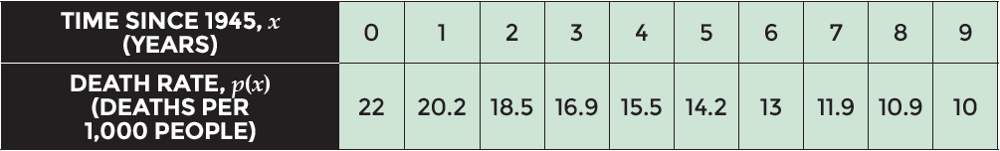 TIME SINCE 1945, x
(YEARS)
0 1 2 3 4 5 6 7 8 9
DEATH RATE, p(x)
(DEATHS PER
1,000 PEOPLE)
22 20.2 18.5 16.9 15.5 14.2 13 11.9 10.9 10